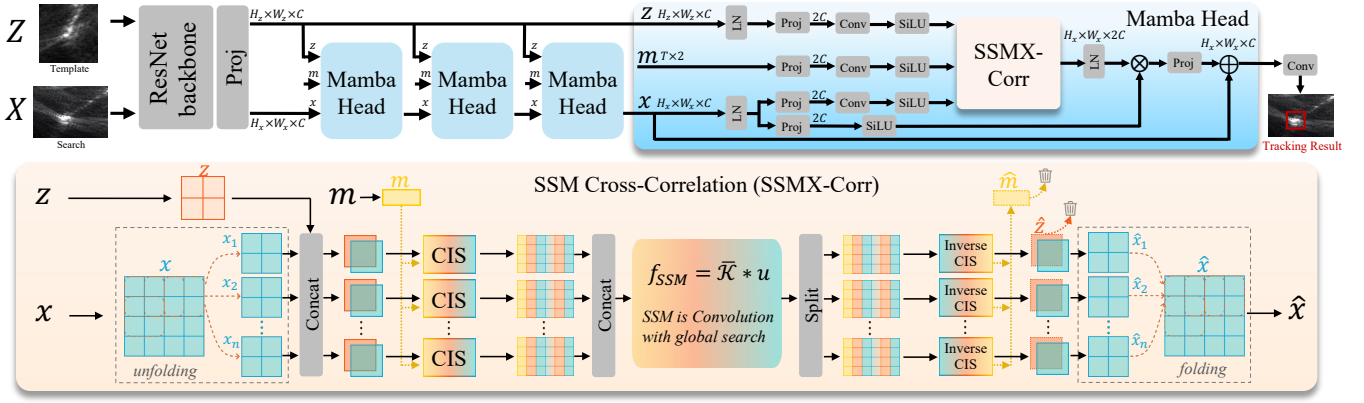 Z
Template
X
Search
ResNet backbone
Proj
H_z×W_z×C
H_x×W_x×C
z
m
x
Mamba Head
z
m
x
Mamba Head
z
m
x
Mamba Head
Mamba Head
z H_z×W_z×C
LN
Proj
2C
Conv
SiLU
m T×2
Proj
2C
Conv
SiLU
x H_x×W_z×C
LN
Proj
2C
Conv
SiLU
Proj
2C
SiLU
SSMX-
Corr
H_x×W_x×2C
LN
⊗
Proj
H_x×W_x×C
⊕
Conv
Tracking Result
SSM Cross-Correlation (SSMX-Corr)
z
z
m
m
x
x
x_1
x_2
x_n
unfolding
Concat
CIS
CIS
CIS
Concat
f_SSM = K̄ * u
SSM is Convolution
with global search
Split
Inverse
CIS
Inverse
CIS
Inverse
CIS
m̂
ẑ
x̂_1
x̂_2
x̂_n
x̂
folding
x̂